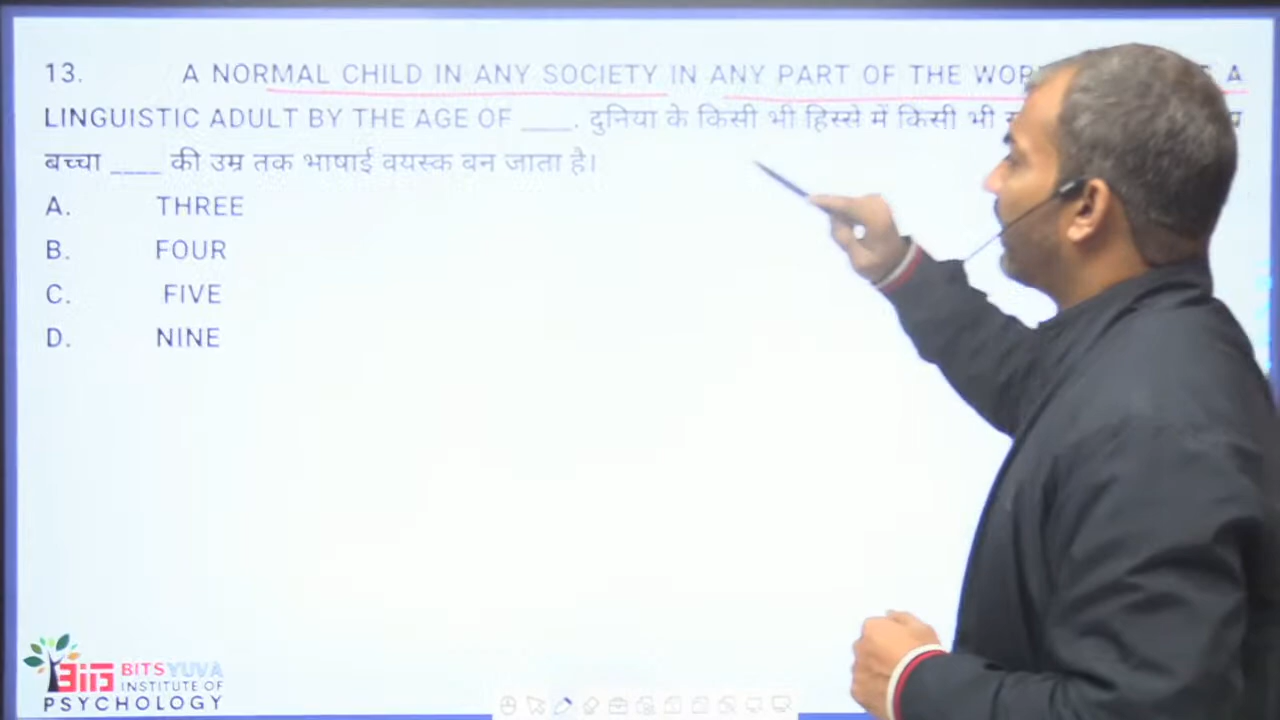 13. A NORMAL CHILD IN ANY SOCIETY IN ANY PART OF THE A
LINGUISTIC ADULT BY THE AGE OF ____. दुनिया के किसी भी हिस्से में किसी भी
बच्चा ____ की उम्र तक भाषाई वयस्क बन जाता है।
A. THREE
B. FOUR
C. FIVE
D. NINE
BITS YUVA
INSTITUTE OF
PSYCHOLOGY